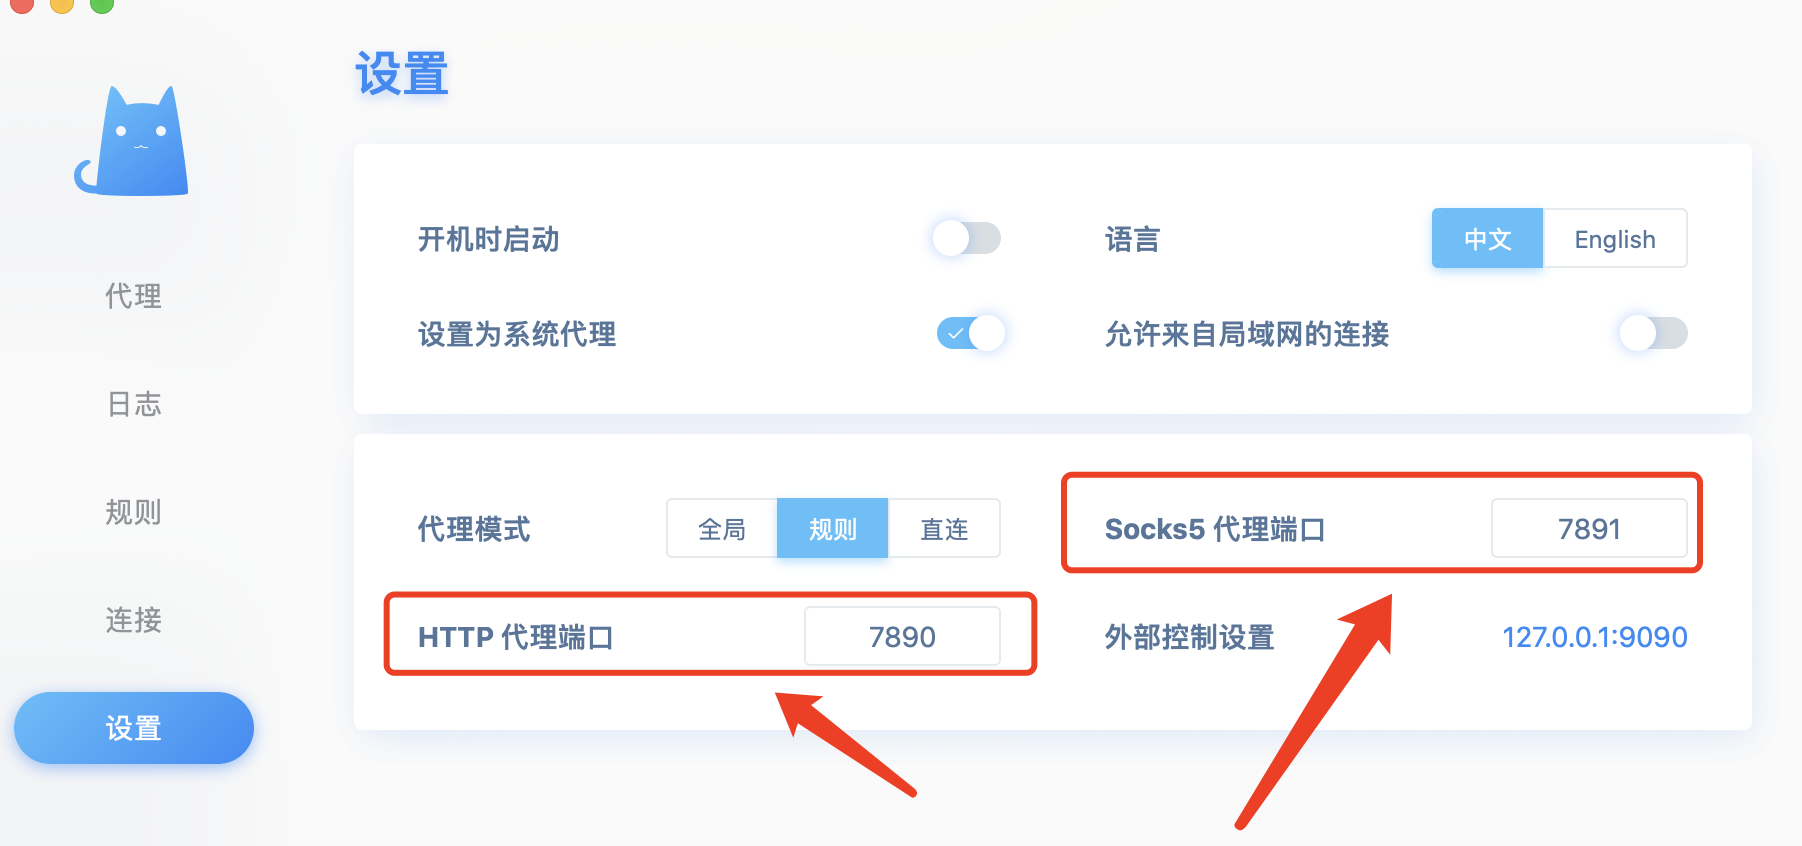 设置
开机时启动
语言
中文
English
设置为系统代理
允许来自局域网的连接
代理模式
全局
规则
直连
Socks5 代理端口
7891
HTTP 代理端口
7890
外部控制设置
127.0.0.1:9090
代理
日志
规则
连接
设置